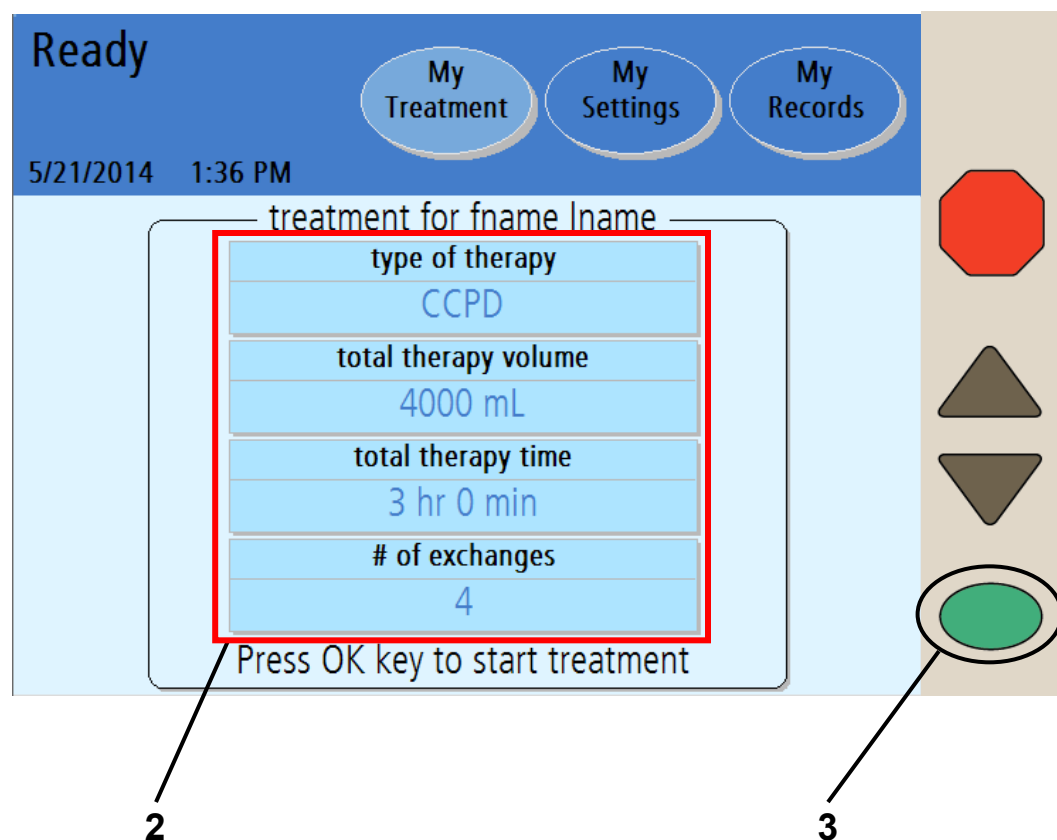 Ready
My
Treatment
My
Settings
My
Records
5/21/2014 1:36 PM
treatment for fname lname
type of therapy
CCPD
total therapy volume
4000 mL
total therapy time
3 hr 0 min
# of exchanges
4
Press OK key to start treatment
2
3